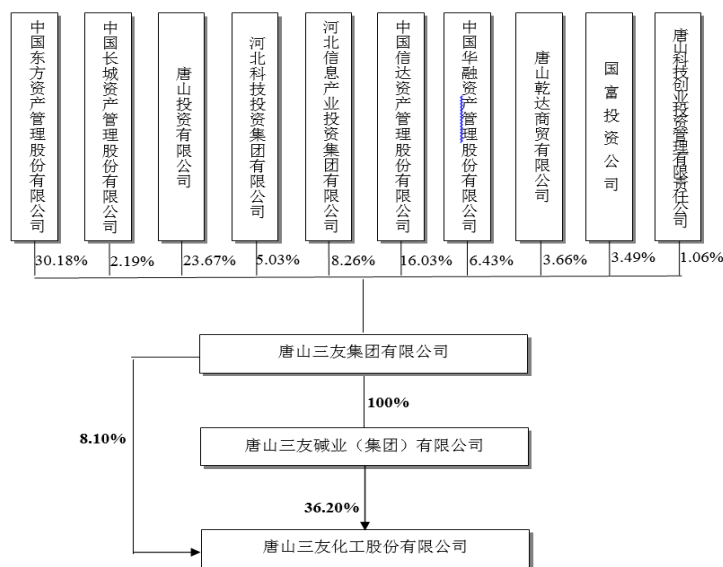 中国东方资产管理股份有限公司
中国长城资产管理股份有限公司
唐山投资有限公司
河北科技投资集团有限公司
河北信息产业投资集团有限公司
中国信达资产管理股份有限公司
中国华融资产管理股份有限公司
唐山乾达商贸有限公司
国富投资公司
唐山科技创业投资管理有限责任公司
30.18%
2.19%
23.67%
5.03%
8.26%
16.03%
6.43%
3.66%
3.49%
1.06%
唐山三友集团有限公司
100%
8.10%
唐山三友碱业（集团）有限公司
36.20%
唐山三友化工股份有限公司